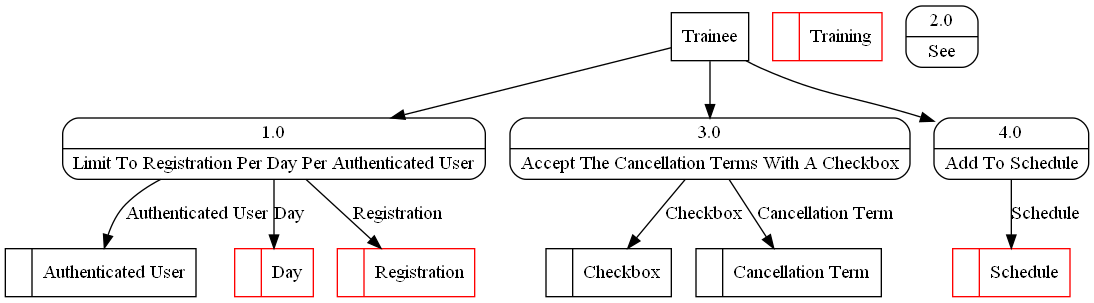 Trainee
Training
2.0
See
1.0
Limit To Registration Per Day Per Authenticated User
3.0
Accept The Cancellation Terms With A Checkbox
4.0
Add To Schedule
Authenticated User
Day
Registration
Checkbox
Cancellation Term
Schedule
Authenticated User
Day
Registration
Checkbox
Cancellation Term
Schedule